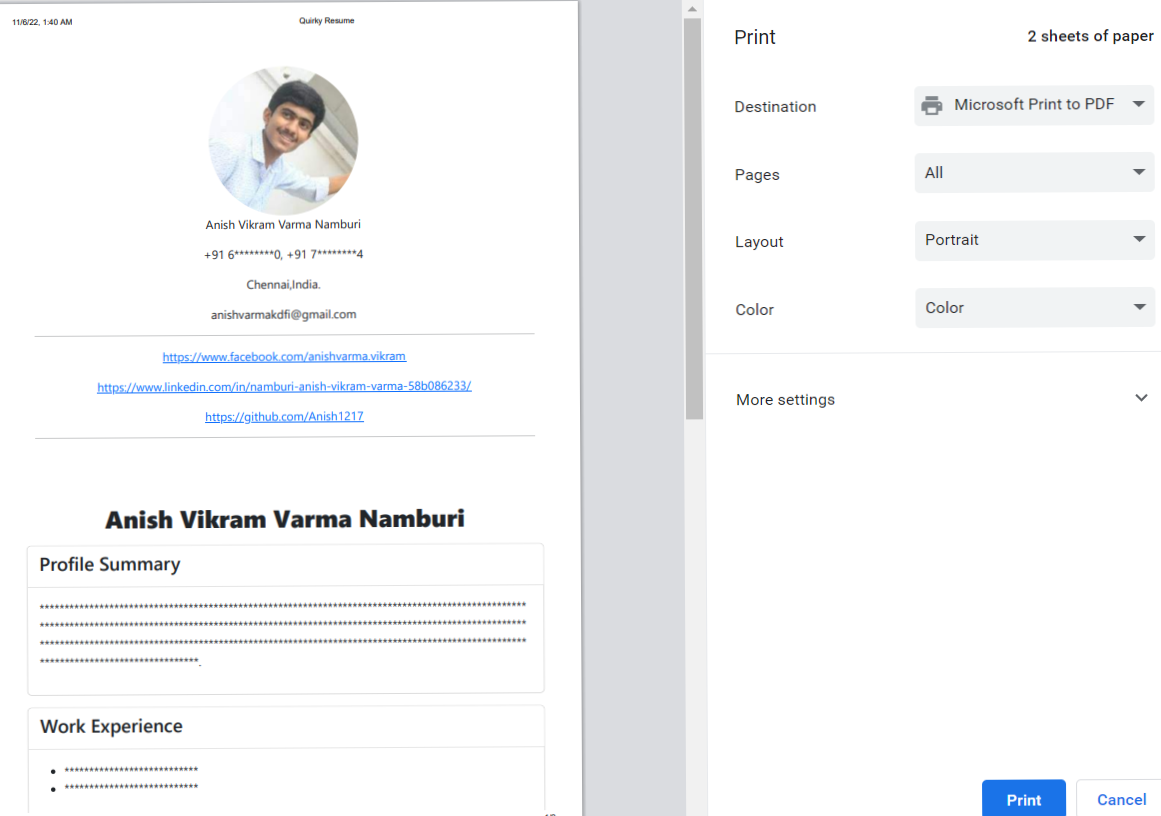 11/6/22, 1:40 AM Quirky Resume
Anish Vikram Varma Namburi
+91 6********0, +91 7********4
Chennai,India.
anishvarmakdfi@gmail.com
https://www.facebook.com/anishvarma.vikram
https://www.linkedin.com/in/namburi-anish-vikram-varma-58b086233/
https://github.com/Anish1217
Anish Vikram Varma Namburi
Profile Summary
**************************************************************************************************
**************************************************************************************************
**************************************************************************************************
********************************.
Work Experience
• ***************************
• ***************************
Print 2 sheets of paper
Destination Microsoft Print to PDF
Pages All
Layout Portrait
Color Color
More settings
Print Cancel